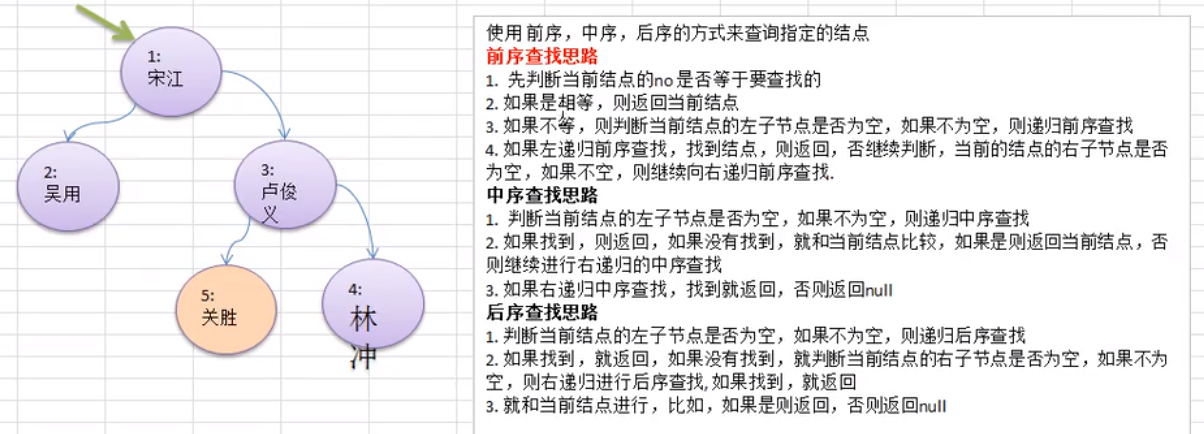 1:
宋江
2:
吴用
3:
卢俊
义
5:
关胜
4:
林
冲
使用前序，中序，后序的方式来查询指定的结点
前序查找思路
1. 先判断当前结点的no是否等于要查找的
2. 如果是相等，则返回当前结点
3. 如果不等，则判断当前结点的左子节点是否为空，如果不为空，则递归前序查找
4. 如果左递归前序查找，找到结点，则返回，否继续判断，当前的结点的右子节点是否
为空，如果不空，则继续向右递归前序查找.
中序查找思路
1. 判断当前结点的左子节点是否为空，如果不为空，则递归中序查找
2. 如果找到，则返回，如果没有找到，就和当前结点比较，如果是则返回当前结点，否
则继续进行右递归的中序查找
3. 如果右递归中序查找，找到就返回，否则返回null
后序查找思路
1. 判断当前结点的左子节点是否为空，如果不为空，则递归后序查找
2. 如果找到，就返回，如果没有找到，就判断当前结点的右子节点是否为空，如果不为
空，则右递归进行后序查找,如果找到，就返回
3. 就和当前结点进行，比如，如果是则返回，否则返回null